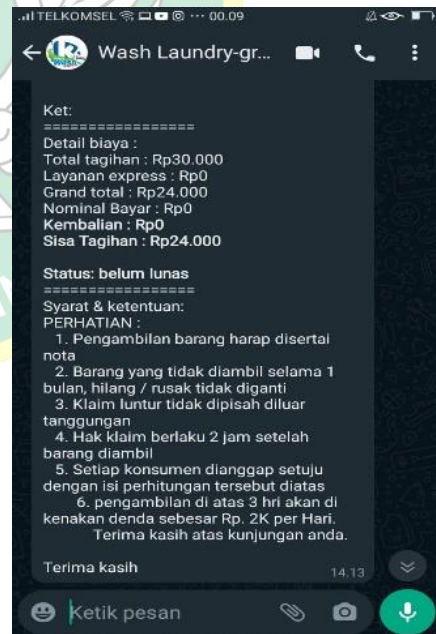 TELKOMSEL ... 00.09
Wash Laundry-gr...
Ket:
==================
Detail biaya :
Total tagihan : Rp30.000
Layanan express : Rp0
Grand total : Rp24.000
Nominal Bayar : Rp0
Kembalian : Rp0
Sisa Tagihan : Rp24.000
Status: belum lunas
==================
Syarat & ketentuan:
PERHATIAN :
1. Pengambilan barang harap disertai
nota
2. Barang yang tidak diambil selama 1
bulan, hilang / rusak tidak diganti
3. Klaim luntur tidak dipisah diluar
tanggungan
4. Hak klaim berlaku 2 jam setelah
barang diambil
5. Setiap konsumen dianggap setuju
dengan isi perhitungan tersebut diatas
6. pengambilan di atas 3 hri akan di
kenakan denda sebesar Rp. 2K per Hari.
Terima kasih atas kunjungan anda.
Terima kasih
14.13
Ketik pesan